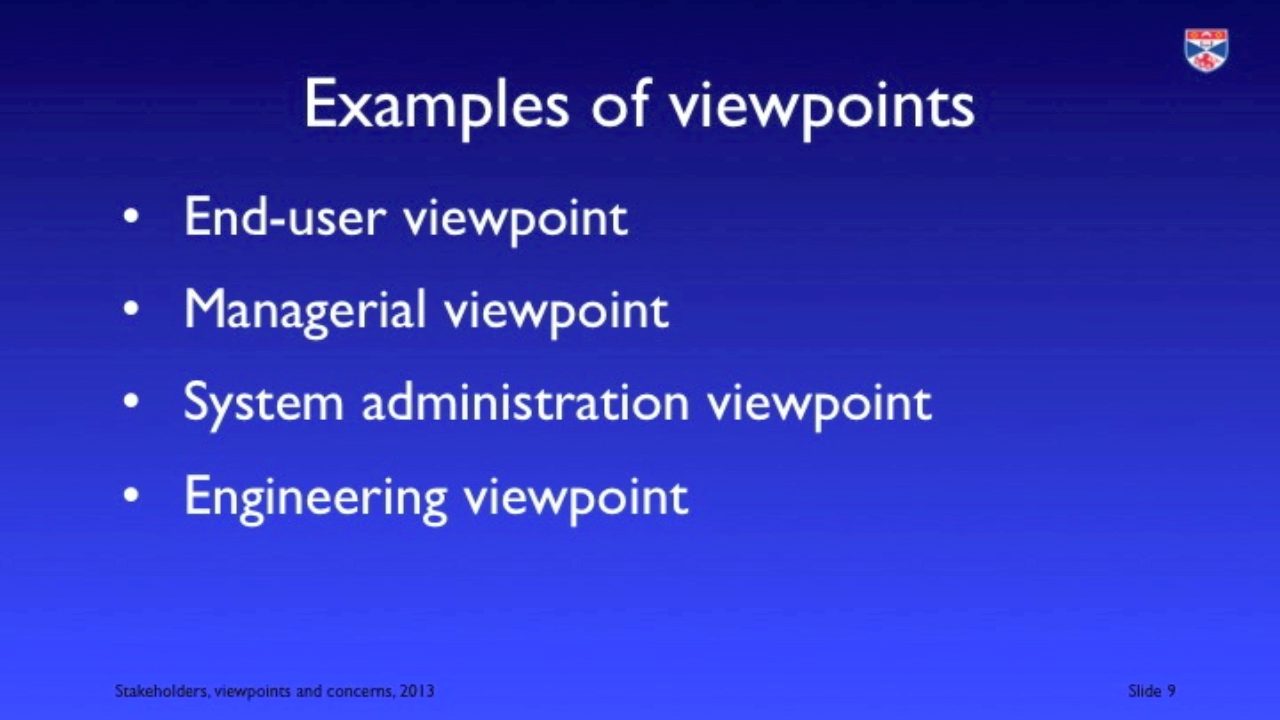 Examples of viewpoints
• End-user viewpoint
• Managerial viewpoint
• System administration viewpoint
• Engineering viewpoint
Stakeholders, viewpoints and concerns, 2013
Slide 9